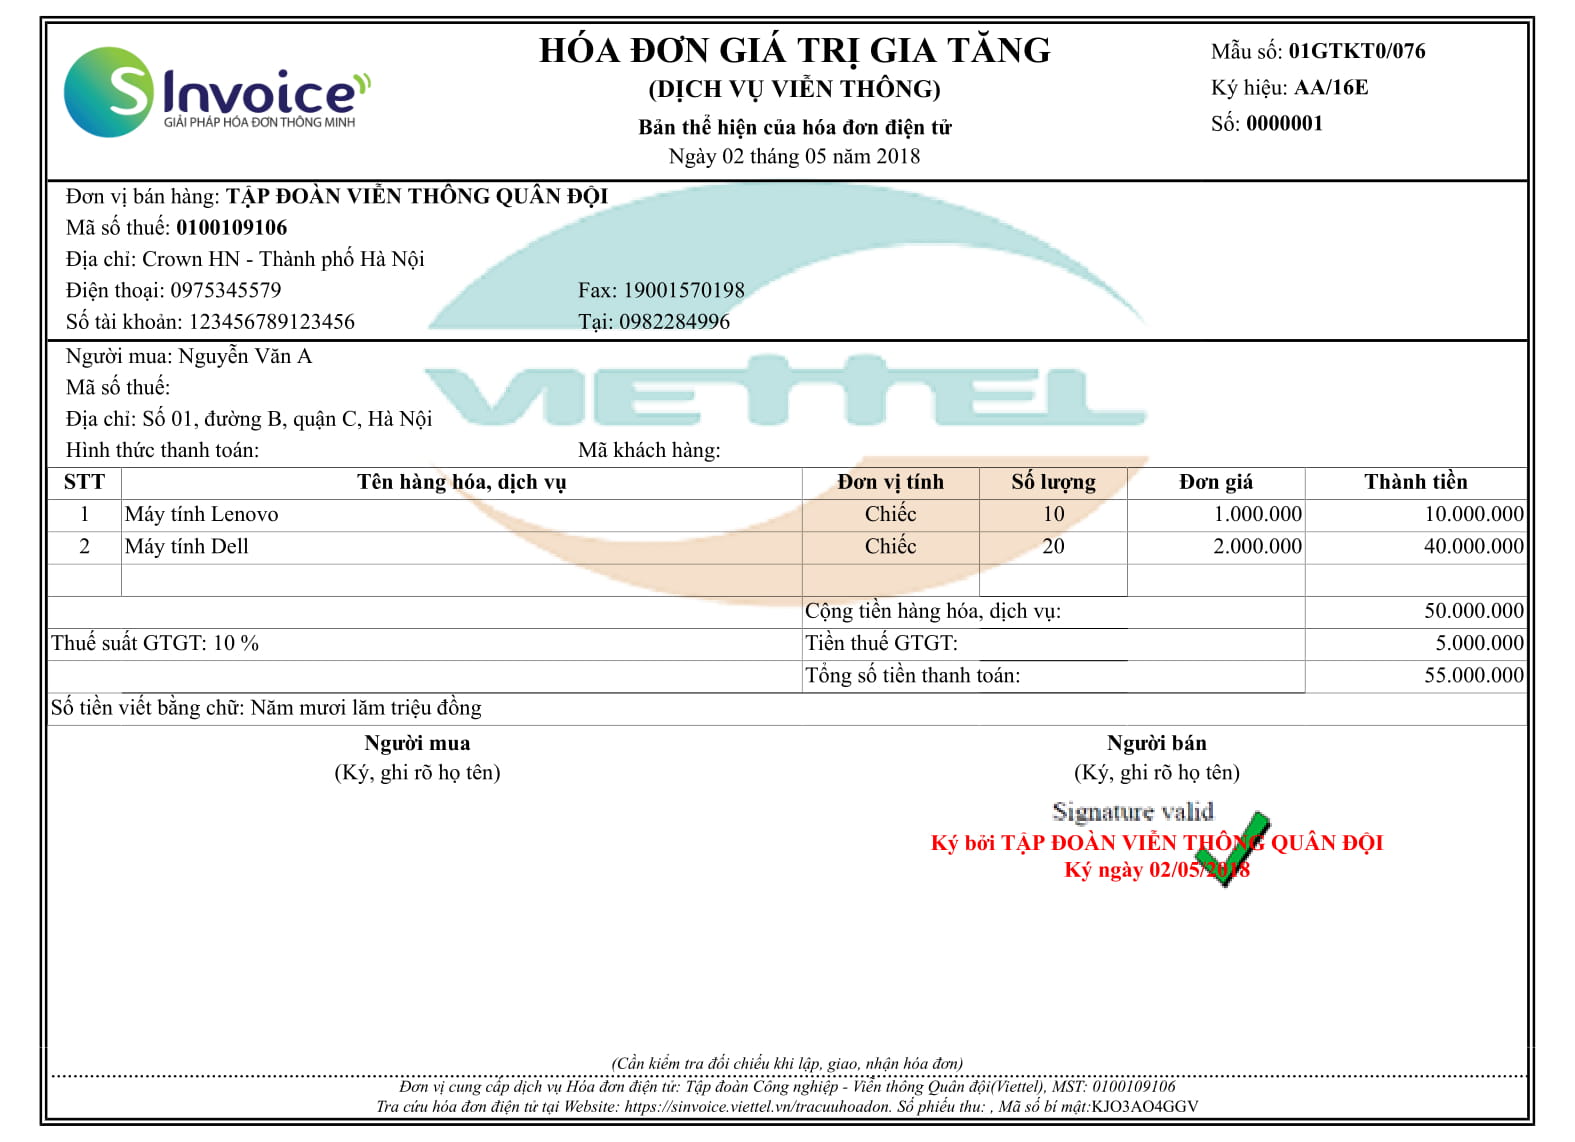 HÓA ĐƠN GIÁ TRỊ GIA TĂNG
(DỊCH VỤ VIỄN THÔNG)
Bản thể hiện của hóa đơn điện tử
Ngày 02 tháng 05 năm 2018
Mẫu số: 01GTKT0/076
Ký hiệu: AA/16E
Số: 0000001
S Invoice
GIẢI PHÁP HÓA ĐƠN THÔNG MINH
Đơn vị bán hàng: TẬP ĐOÀN VIỄN THÔNG QUÂN ĐỘI
Mã số thuế: 0100109106
Địa chỉ: Crown HN - Thành phố Hà Nội
Điện thoại: 0975345579 Fax: 19001570198
Số tài khoản: 123456789123456 Tại: 0982284996
Người mua: Nguyễn Văn A
Mã số thuế:
VIETTEL
Địa chỉ: Số 01, đường B, quận C, Hà Nội
Hình thức thanh toán: Mã khách hàng:
STT Tên hàng hóa, dịch vụ Đơn vị tính Số lượng Đơn giá Thành tiền
1 Máy tính Lenovo Chiếc 10 1.000.000 10.000.000
2 Máy tính Dell Chiếc 20 2.000.000 40.000.000
Cộng tiền hàng hóa, dịch vụ: 50.000.000
Thuế suất GTGT: 10 % Tiền thuế GTGT: 5.000.000
Tổng số tiền thanh toán: 55.000.000
Số tiền viết bằng chữ: Năm mươi lăm triệu đồng
Người mua Người bán
(Ký, ghi rõ họ tên) (Ký, ghi rõ họ tên)
Signature valid
Ký bởi TẬP ĐOÀN VIỄN THÔNG QUÂN ĐỘI
Ký ngày 02/05/2018
(Cần kiểm tra đối chiếu khi lập, giao, nhận hóa đơn)
Đơn vị cung cấp dịch vụ Hóa đơn điện tử: Tập đoàn Công nghiệp - Viễn thông Quân đội(Viettel), MST: 0100109106
Tra cứu hóa đơn điện tử tại Website: https://sinvoice.viettel.vn/tracuuhoadon. Số phiếu thu: , Mã số bí mật:KJO3AO4GGV